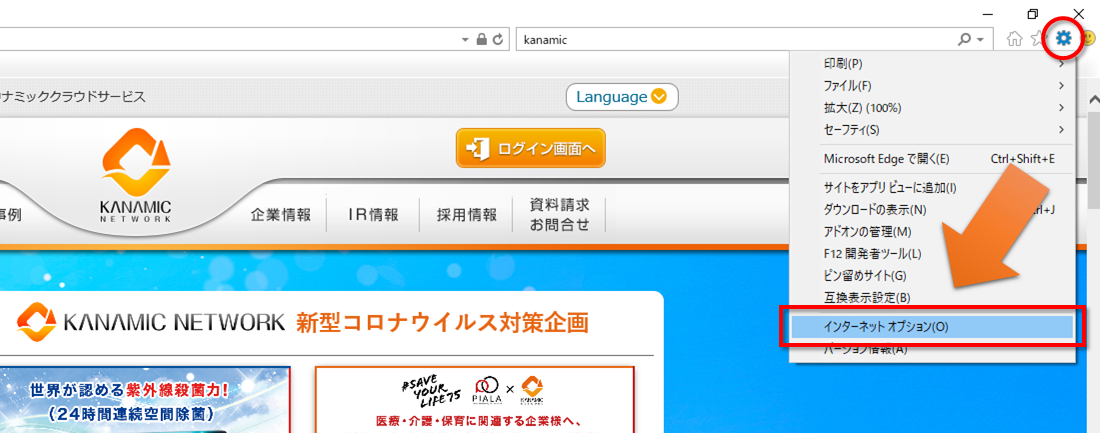 kanamic
ナミッククラウドサービス
Language
ログイン画面へ
KANAMIC
NETWORK
事例
企業情報
IR情報
採用情報
資料請求
お問合せ
印刷(P)
ファイル(F)
拡大(Z) (100%)
セーフティ(S)
Microsoft Edge で開く(E) Ctrl+Shift+E
サイトをアプリ ビューに追加(I)
ダウンロードの表示(N)
アドオンの管理(M)
F12 開発者ツール(L)
ピン留めサイト(G)
互換表示設定(B)
インターネット オプション(O)
バージョン情報(A)
KANAMIC NETWORK 新型コロナウイルス対策企画
世界が認める紫外線殺菌力!
(24時間連続空間除菌)
#SAVE
YOUR
LIFE75
PIALA
×
KANAMIC
医療・介護・保育に関連する企業様へ、